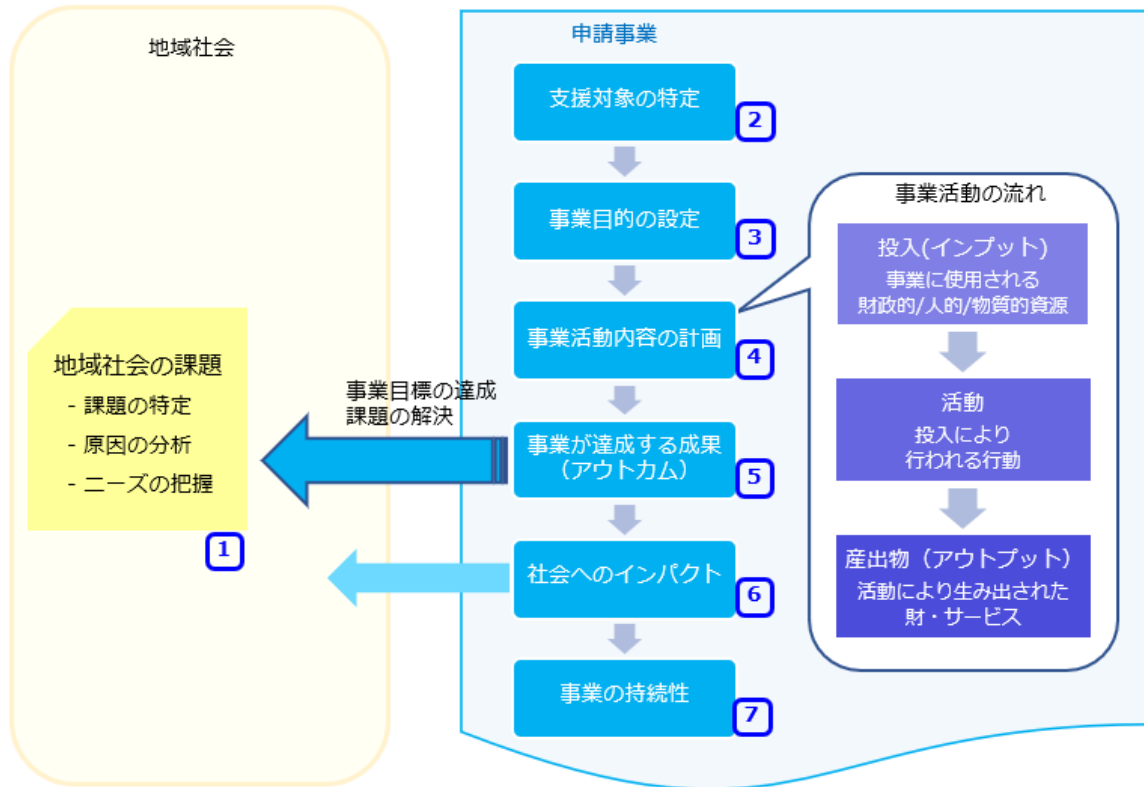 地域社会
地域社会の課題
- 課題の特定
- 原因の分析
- ニーズの把握
1
事業目標の達成
課題の解決
申請事業
支援対象の特定
2
事業目的の設定
3
事業活動内容の計画
4
事業が達成する成果
（アウトカム）
5
社会へのインパクト
6
事業の持続性
7
事業活動の流れ
投入(インプット)
事業に使用される
財政的/人的/物質的資源
活動
投入により
行われる行動
産出物（アウトプット）
活動により生み出された
財・サービス